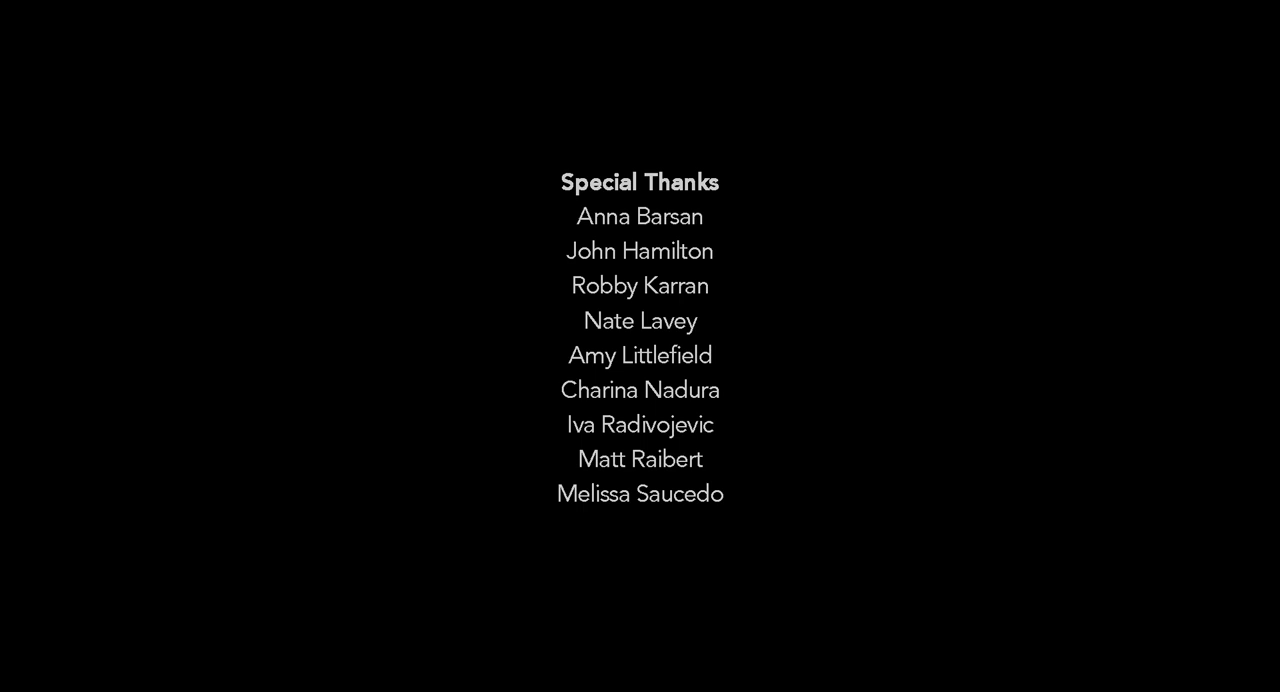 Special Thanks
Anna Barsan
John Hamilton
Robby Karran
Nate Lavey
Amy Littlefield
Charina Nadura
Iva Radivojevic
Matt Raibert
Melissa Saucedo